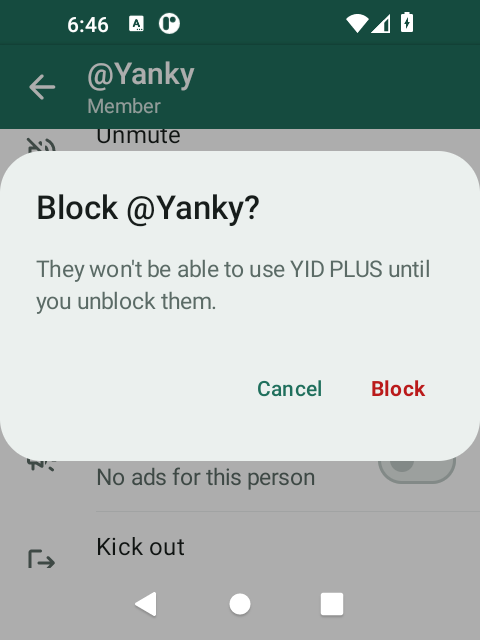 6:46
@Yanky
Member
Unmute
Block @Yanky?
They won't be able to use YID PLUS until
you unblock them.
Cancel
Block
No ads for this person
Kick out